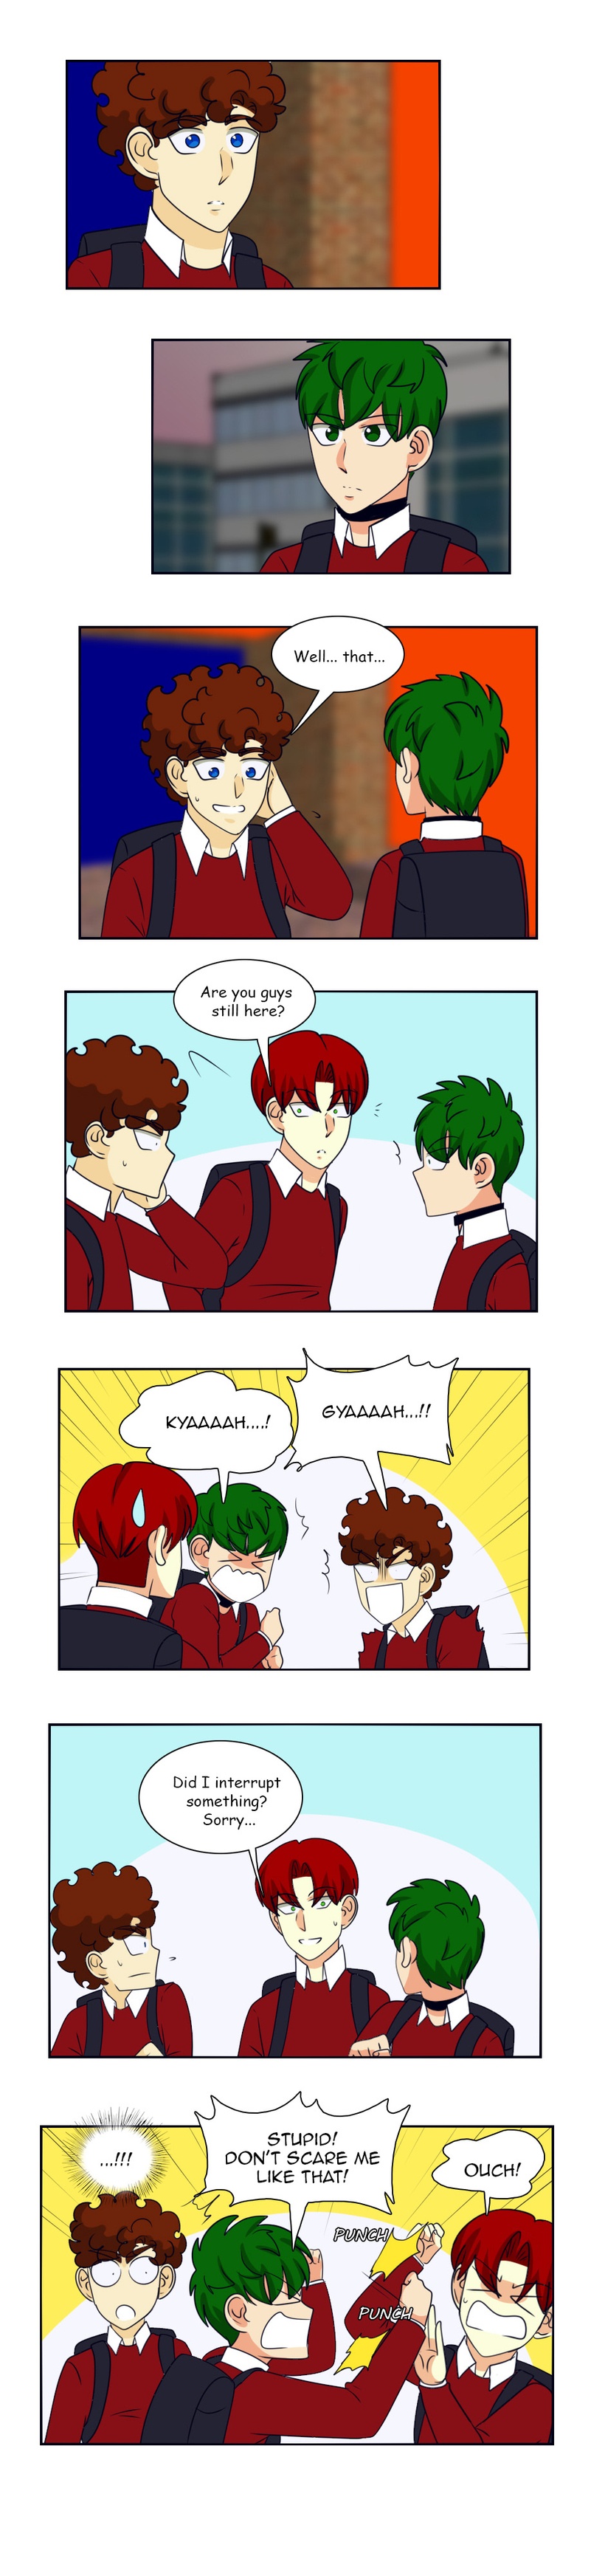 Well... that...
Are you guys
still here?
KYAAAAH....!
GYAAAAH...!!
Did I interrupt
something?
Sorry...
...!!!
STUPID!
DON'T SCARE ME
LIKE THAT!
OUCH!
PUNCH
PUNCH